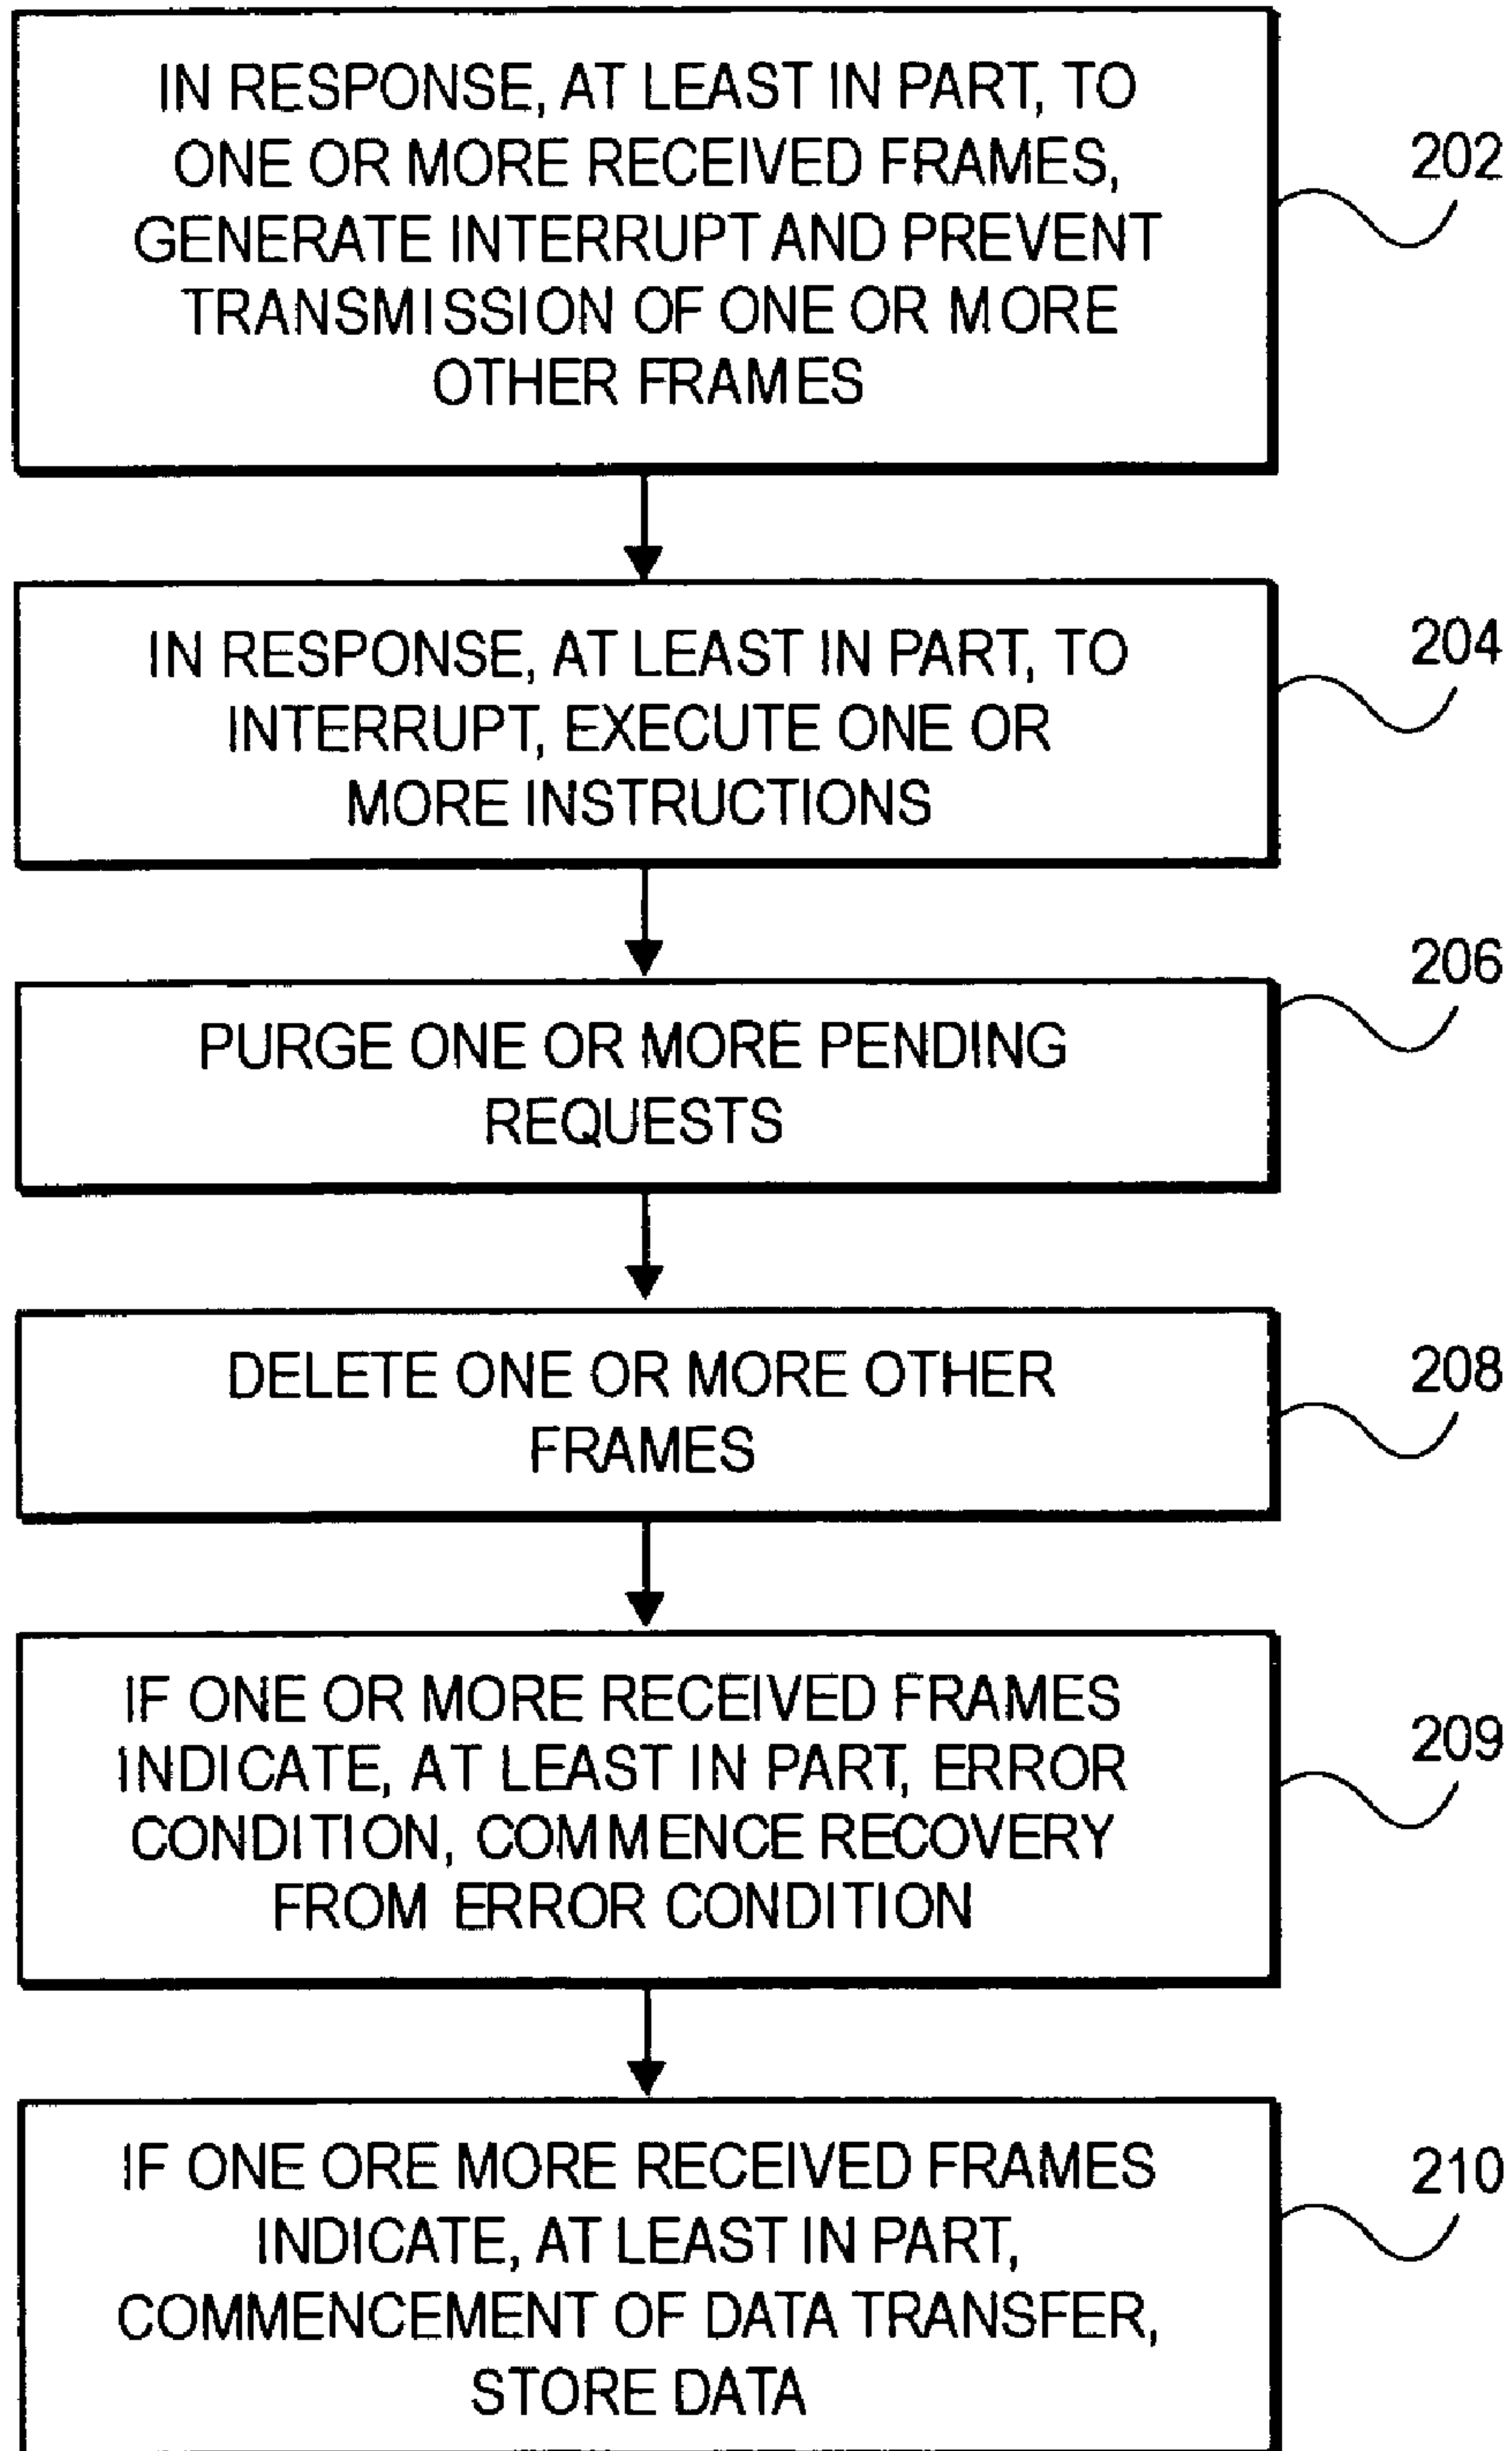 IN RESPONSE, AT LEAST IN PART, TO
ONE OR MORE RECEIVED FRAMES,
GENERATE INTERRUPT AND PREVENT
TRANSMISSION OF ONE OR MORE
OTHER FRAMES
202
IN RESPONSE, AT LEAST IN PART, TO
INTERRUPT, EXECUTE ONE OR
MORE INSTRUCTIONS
204
PURGE ONE OR MORE PENDING
REQUESTS
206
DELETE ONE OR MORE OTHER
FRAMES
208
IF ONE OR MORE RECEIVED FRAMES
INDICATE, AT LEAST IN PART, ERROR
CONDITION, COMMENCE RECOVERY
FROM ERROR CONDITION
209
IF ONE ORE MORE RECEIVED FRAMES
INDICATE, AT LEAST IN PART,
COMMENCEMENT OF DATA TRANSFER,
STORE DATA
210